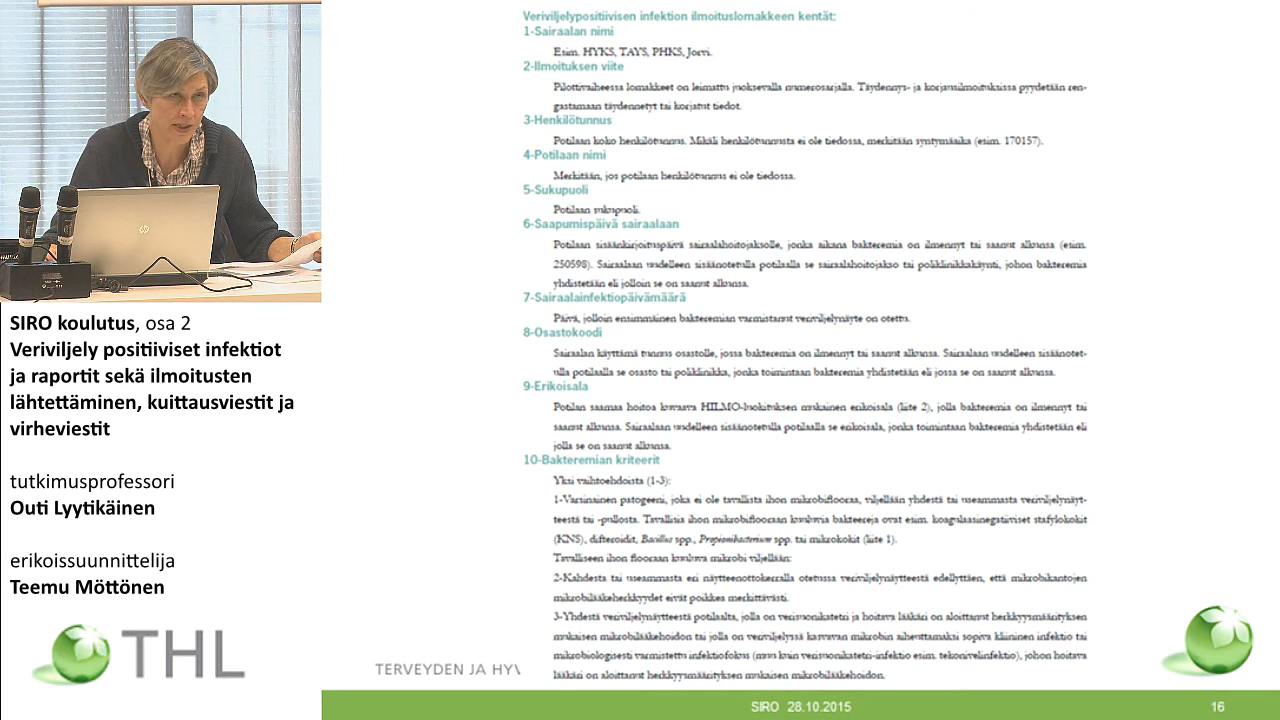 SIRO koulutus, osa 2
Veriviljely positiiviset infektiot
ja raportit sekä ilmoitusten
lähtettäminen, kuittausviestit ja
virheviestit
tutkimusprofessori
Outi Lyytikäinen
erikoissuunnittelija
Teemu Möttönen
THL
Veriviljelypositiivisen infektion ilmoituslomakkeen kentät:
1-Sairaalan nimi
Esim. HYKS, TAYS, PHKS, Jorvi.
2-Ilmoituksen viite
Pilottivaiheessa lomakkeet on leimattu juoksevalla numerosarjalla. Täydennys- ja korjausilmoituksissa pyydetään ren-
gastamaan täydennetyt tai korjatut tiedot.
3-Henkilötunnus
Potilaan koko henkilötunnus. Mikäli henkilötunnusta ei ole tiedossa, merkitään syntymäaika (esim. 170157).
4-Potilaan nimi
Merkitään, jos potilaan henkilötunnus ei ole tiedossa.
5-Sukupuoli
Potilaan sukupuoli.
6-Saapumispäivä sairaalaan
Potilaan sisäänkirjoituspäivä sairaalahoitojaksolle, jonka aikana bakteremia on ilmennyt tai saanut alkunsa (esim.
250598). Sairaalaan uudelleen sisäänotetulla potilaalla se sairaalahoitojakso tai poliklinikkakäynti, johon bakteremia
yhdistetään eli jolloin se on saanut alkunsa.
7-Sairaalainfektiopäivämäärä
Päivä, jolloin ensimmäinen bakteremian varmistanut veriviljelynäyte on otettu.
8-Osastokoodi
Sairaalan käyttämä tunnus osastolle, jossa bakteremia on ilmennyt tai saanut alkunsa. Sairaalaan uudelleen sisäänotet-
ulla potilaalla se osasto tai poliklinikka, jonka toimintaan bakteremia yhdistetään eli jossa se on saanut alkunsa.
9-Erikoisala
Potilan saamaa hoitoa kuvaava HILMO-luokituksen mukainen erikoisala (liite 2), jolla bakteremia on ilmennyt tai
saanut alkunsa. Sairaalaan uudelleen sisäänotetulla potilaalla se erikoisala, jonka toimintaan bakteremia yhdistetään eli
jolla se on saanut alkunsa.
10-Bakteremian kriteerit
Yksi vaihtoehdoista (1-3):
1-Varsinainen patogeeni, joka ei ole tavallista ihon mikrobiflooraa, viljellään yhdestä tai useammasta veriviljelynäyt-
teestä tai -pullosta. Tavallisia ihon mikrobiflooraan kuuluvia bakteereja ovat esim. koagulaasinegatiiviset stafylokokit
(KNS), difteroidit, Bacillus spp., Propionibacterium spp. tai mikrokokit (liite 1).
Tavalliseen ihon flooraan kuuluva mikrobi viljellään:
2-Kahdesta tai useammasta eri näytteenottokerralla otetussa veriviljelynäytteestä edellyttäen, että mikrobikantojen
mikrobilääkeherkkyydet eivät poikkea merkittävästi.
3-Yhdestä veriviljelynäytteestä potilaalta, jolla on verisuonikatetri ja hoitava lääkäri on aloittanut herkkyysmäärityksen
mukaisen mikrobilääkehoidon tai jolla on veriviljelyssä kasvavan mikrobin aiheuttamaksi sopiva kliininen infektio tai
mikrobiologisesti varmistettu infektiofokus (muu kuin verisuonikatetri-infektio esim. tekonivelinfektio), johon hoitava
lääkäri on aloittanut herkkyysmäärityksen mukaisen mikrobilääkehoidon.
TERVEYDEN JA HYV
SIRO 28.10.2015
16